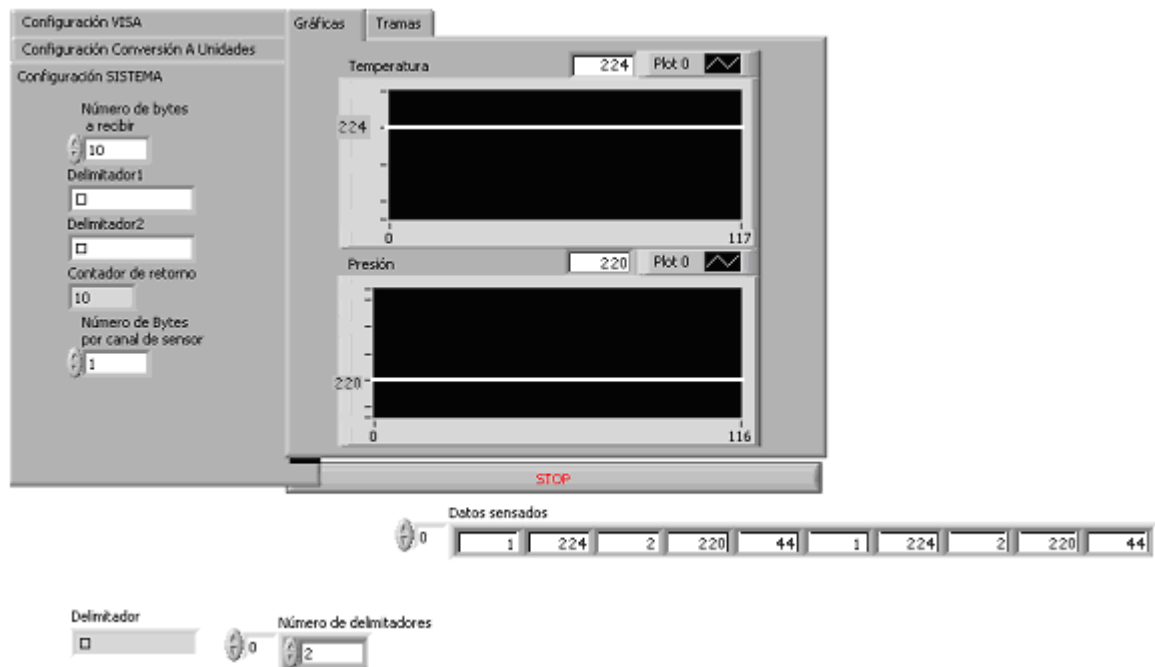 Configuración VISA
Configuración Conversión A Unidades
Configuración SISTEMA
Número de bytes
a recibir
10
Delimitador1
Delimitador2
Contador de retorno
10
Número de Bytes
por canal de sensor
1
Gráficas Tramas
Temperatura 224 Plot 0
224
0 117
Presión 220 Plot 0
220
0 116
STOP
Datos sensados
0 1 224 2 220 44 1 224 2 220 44
Delimitador
0
Número de delimitadores
2